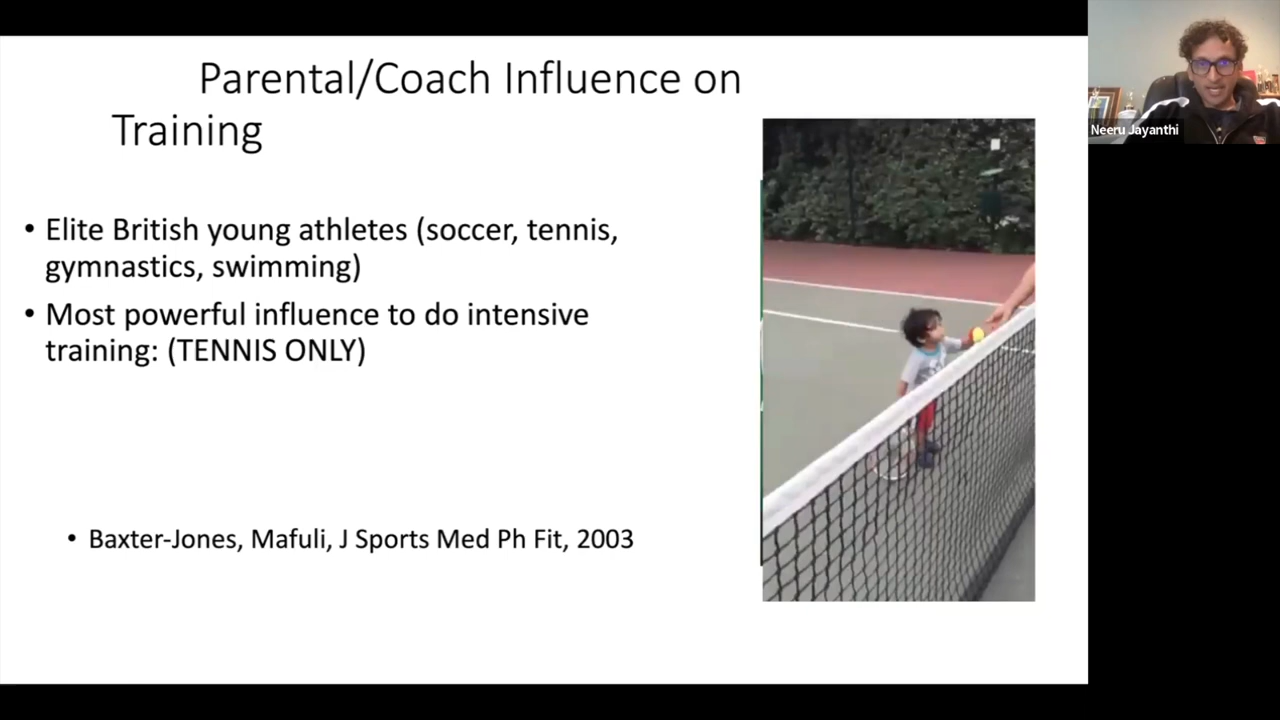 Parental/Coach Influence on
Training
• Elite British young athletes (soccer, tennis,
gymnastics, swimming)
• Most powerful influence to do intensive
training: (TENNIS ONLY)
• Baxter-Jones, Mafuli, J Sports Med Ph Fit, 2003
Neeru Jayanthi